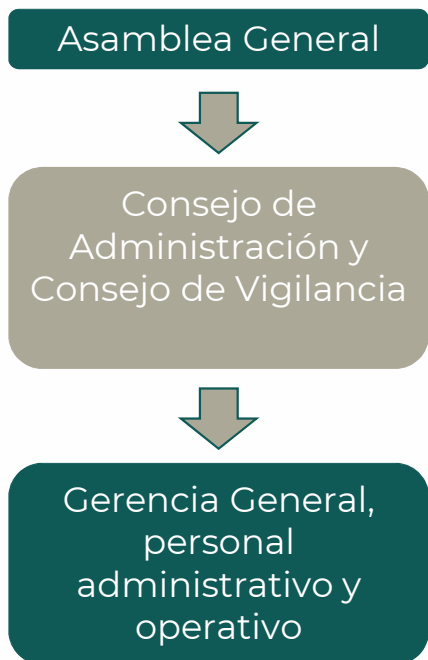 Asamblea General
Consejo de
Administración y
Consejo de Vigilancia
Gerencia General,
personal
administrativo y
operativo